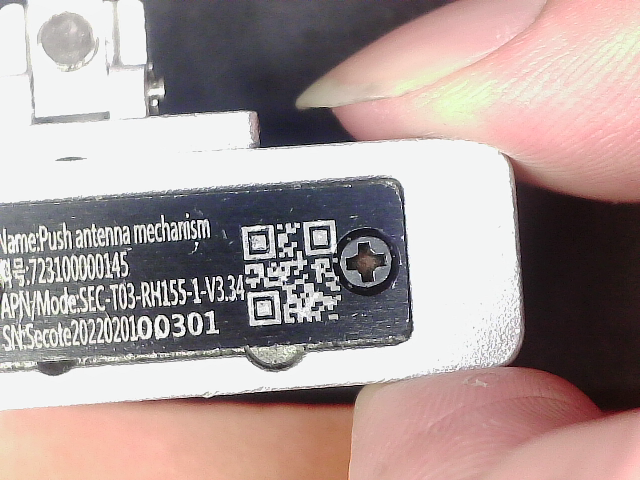 Name:Push antenna mechanism
号:723100000145
APN/Mode:SEC-T03-RH155-1-V3.34
SN:Secote2022020100301